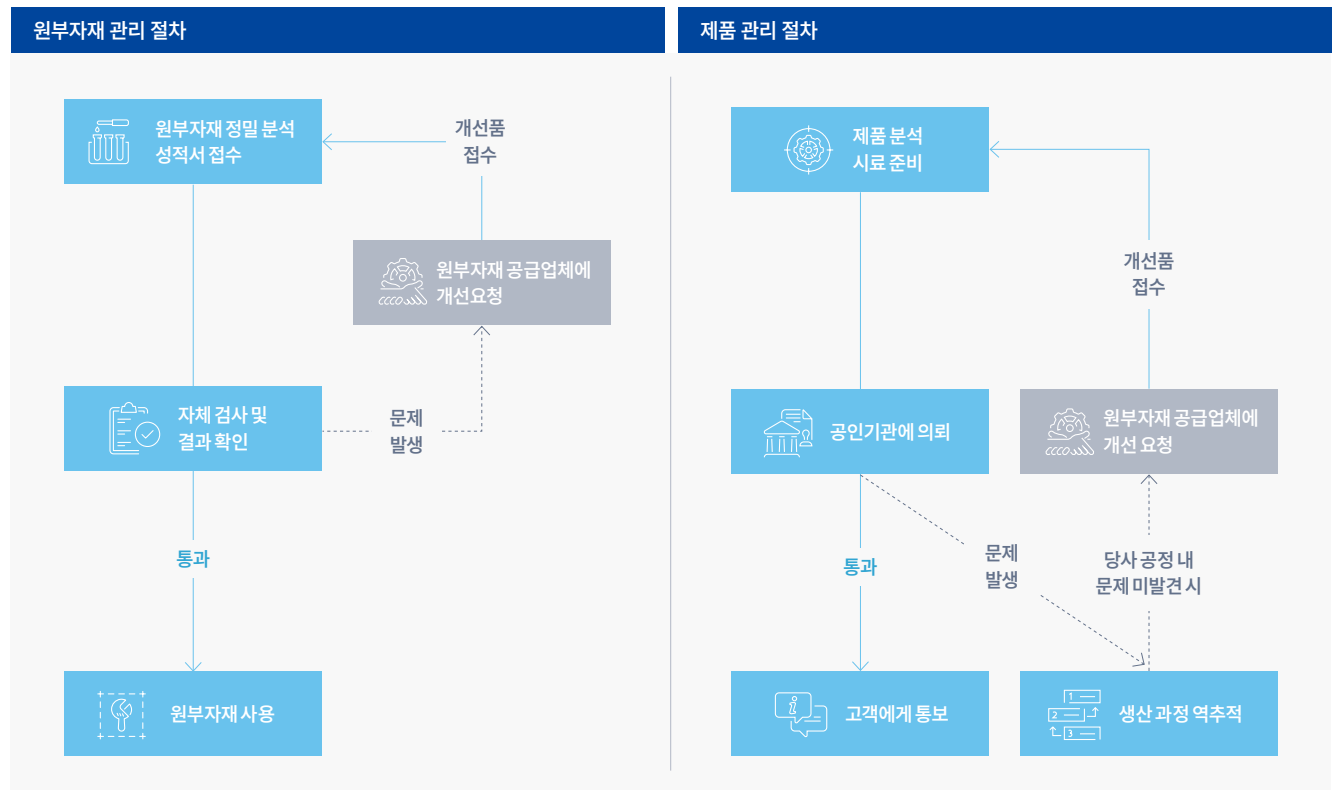 원부자재 관리 절차
원부자재 정밀 분석
성적서 접수
개선품
접수
원부자재 공급업체에
개선요청
자체 검사 및
결과 확인
문제
발생
통과
원부자재 사용
제품 관리 절차
제품 분석
시료 준비
개선품
접수
공인기관에 의뢰
원부자재 공급업체에
개선 요청
통과
문제
발생
당사 공정 내
문제 미발견 시
고객에게 통보
1
2
3
생산 과정 역추적